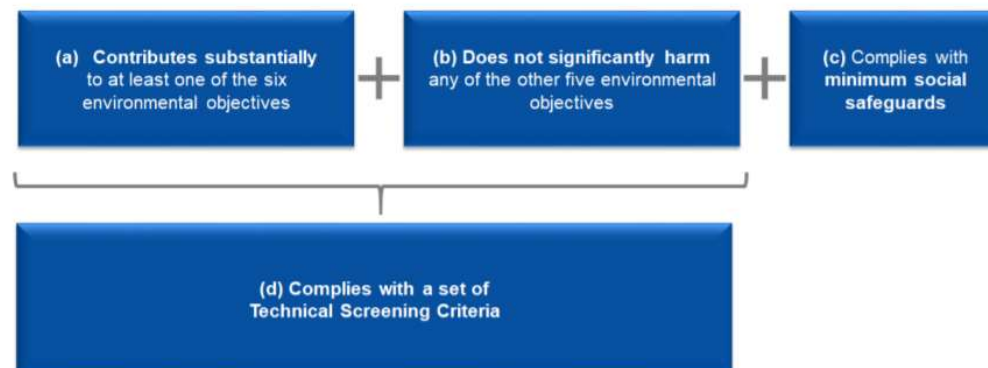 (a) Contributes substantially
to at least one of the six
environmental objectives
(b) Does not significantly harm
any of the other five environmental
objectives
(c) Complies with
minimum social
safeguards
(d) Complies with a set of
Technical Screening Criteria